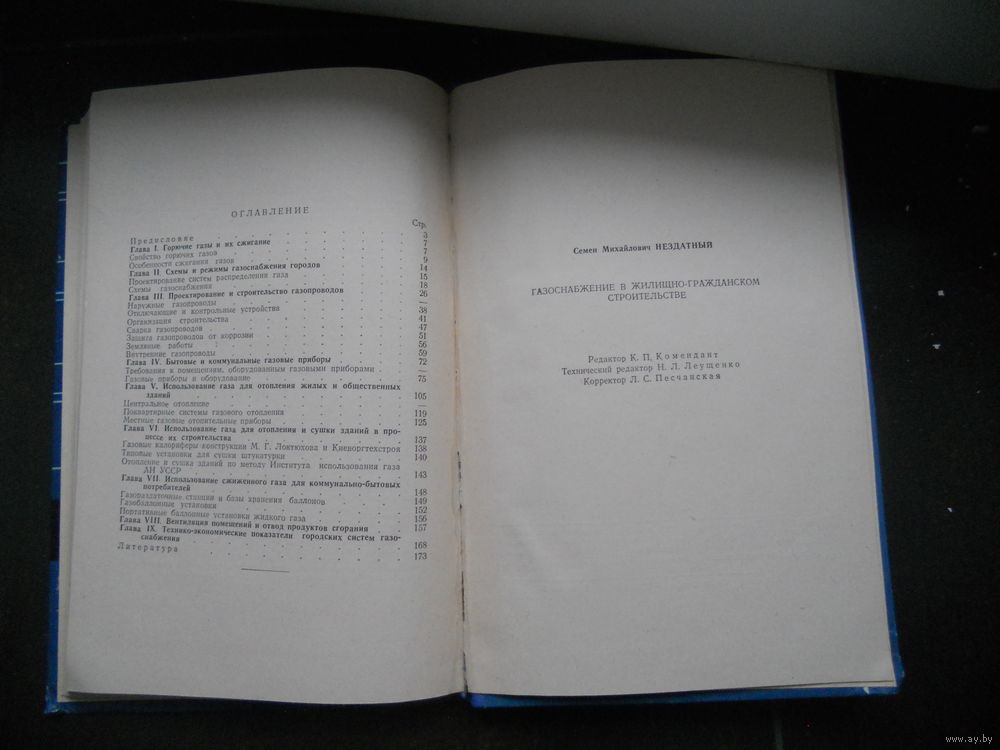 ОГЛАВЛЕНИЕ
Стр.
Предисловие 3
Глава I. Горючие газы и их сжигание 7
Свойство горючих газов 7
Особенности сжигания газов 9
Глава II. Схемы и режимы газоснабжения городов 14
Проектирование систем распределения газа 15
Схемы газоснабжения 18
Глава III. Проектирование и строительство газопроводов 26
Наружные газопроводы —
Отключающие и контрольные устройства 38
Организация строительства 41
Сварка газопроводов 47
Защита газопроводов от коррозии 51
Земляные работы 56
Внутренние газопроводы 59
Глава IV. Бытовые и коммунальные газовые приборы 72
Требования к помещениям, оборудованным газовыми приборами —
Газовые приборы и оборудование 75
Глава V. Использование газа для отопления жилых и общественных
зданий 105
Центральное отопление
Поквартирные системы газового отопления 119
Местные газовые отопительные приборы 125
Глава VI. Использование газа для отопления и сушки зданий в про-
цессе их строительства 137
Газовые калориферы конструкции М. Г. Локтюхова и Киеворгтехстроя 138
Типовые установки для сушки штукатурки 140
Отопление и сушка зданий по методу Института использования газа
АН УССР 143
Глава VII. Использование сжиженного газа для коммунально-бытовых
потребителей 148
Газораздаточные станции и базы хранения баллонов 149
Газобаллонные установки 152
Портативные баллонные установки жидкого газа 156
Глава VIII. Вентиляция помещений и отвод продуктов сгорания 157
Глава IX. Технико-экономические показатели городских систем газо-
снабжения 168
Литература 173
Семен Михайлович НЕЗДАТНЫЙ
ГАЗОСНАБЖЕНИЕ В ЖИЛИЩНО-ГРАЖДАНСКОМ
СТРОИТЕЛЬСТВЕ
Редактор К. П. Комендант
Технический редактор Н. Л. Леущенко
Корректор Л. С. Песчанская
www.ay.by